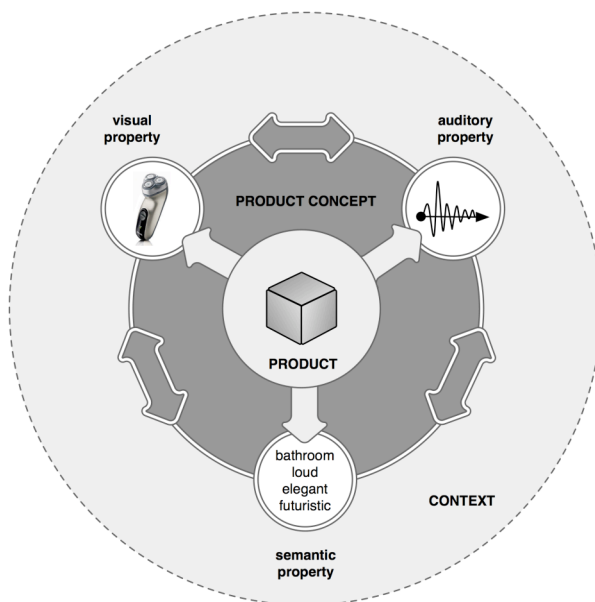 visual
property
auditory
property
PRODUCT CONCEPT
PRODUCT
bathroom
loud
elegant
futuristic
CONTEXT
semantic
property